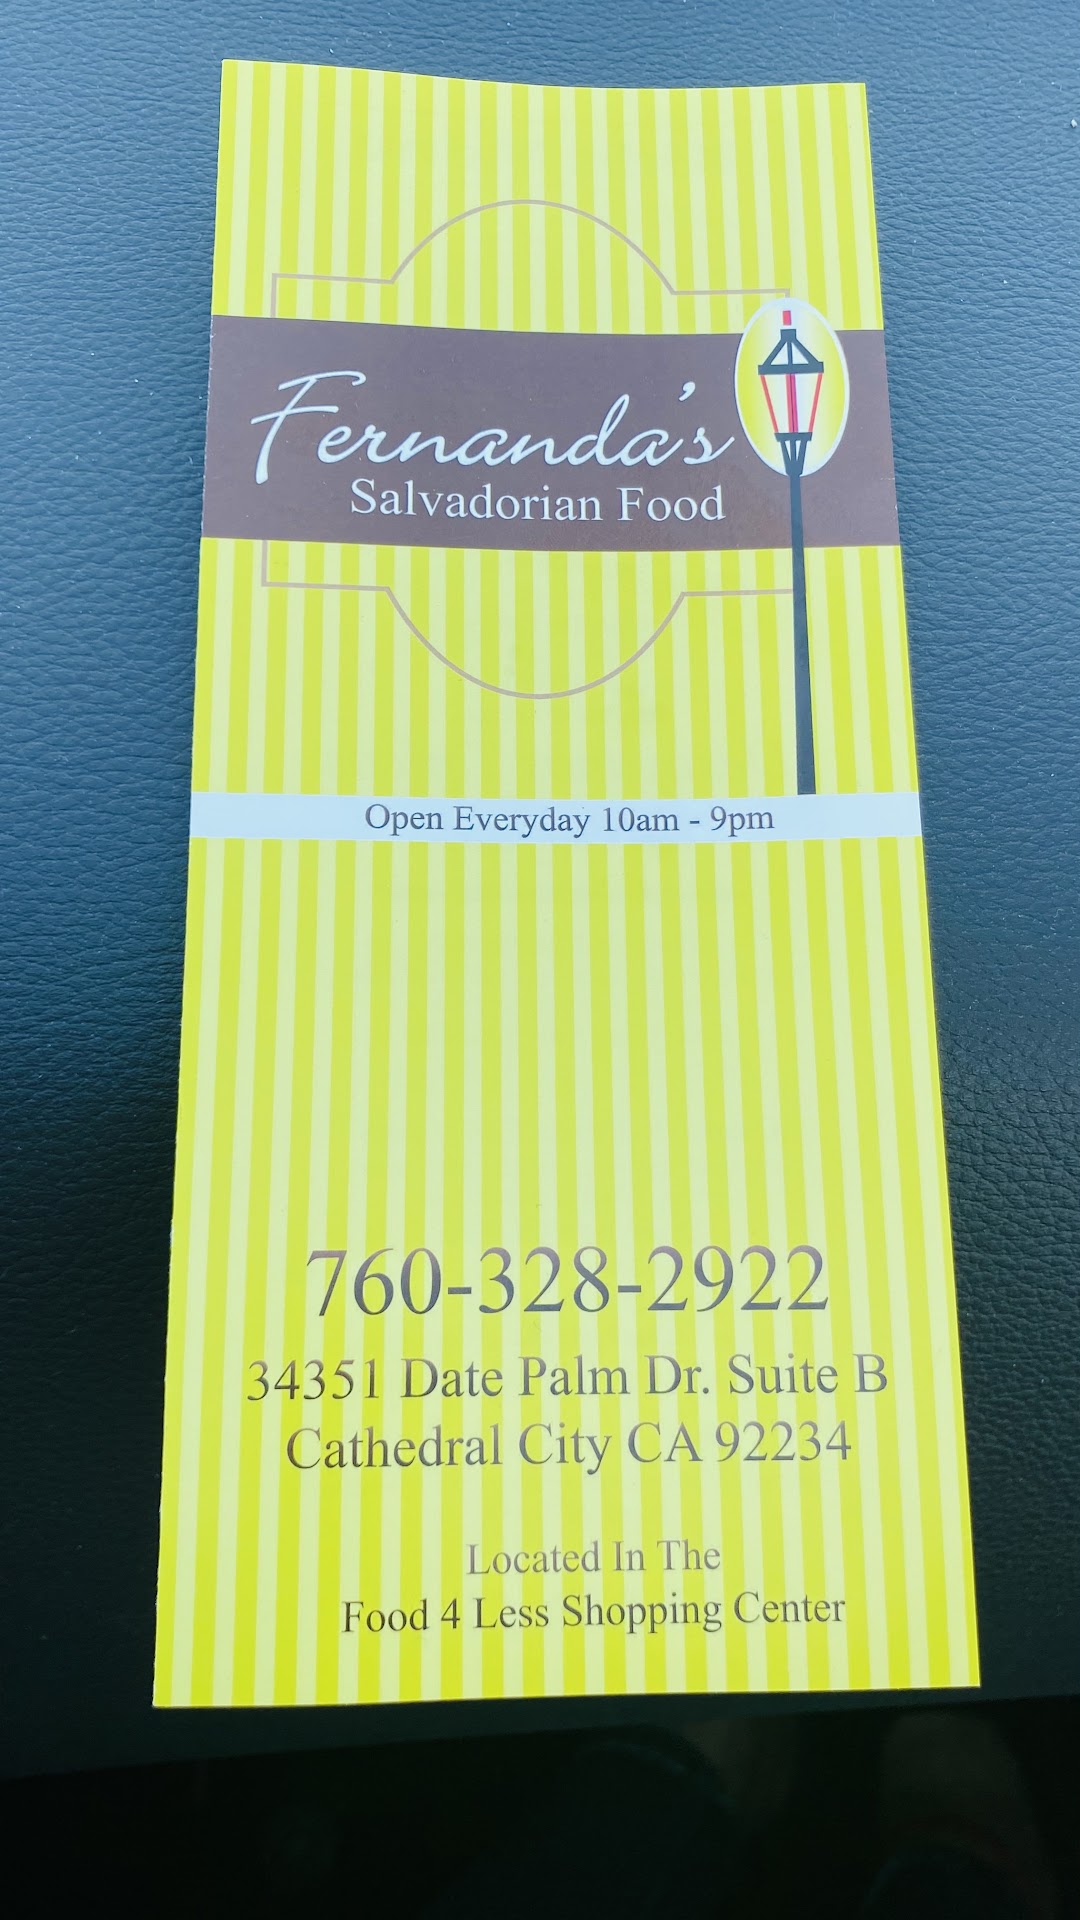 Fernanda's
Salvadorian Food
Open Everyday 10am - 9pm
760-328-2922
34351 Date Palm Dr. Suite B
Cathedral City CA 92234
Located In The
Food 4 Less Shopping Center